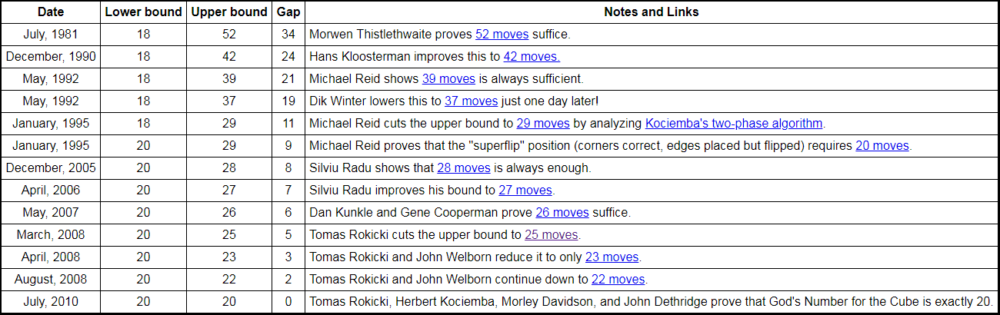 Date Lower bound Upper bound Gap Notes and Links
July, 1981 18 52 34 Morwen Thistlethwaite proves 52 moves suffice.
December, 1990 18 42 24 Hans Kloosterman improves this to 42 moves.
May, 1992 18 39 21 Michael Reid shows 39 moves is always sufficient.
May, 1992 18 37 19 Dik Winter lowers this to 37 moves just one day later!
January, 1995 18 29 11 Michael Reid cuts the upper bound to 29 moves by analyzing Kociemba's two-phase algorithm.
January, 1995 20 29 9 Michael Reid proves that the "superflip" position (corners correct, edges placed but flipped) requires 20 moves.
December, 2005 20 28 8 Silviu Radu shows that 28 moves is always enough.
April, 2006 20 27 7 Silviu Radu improves his bound to 27 moves.
May, 2007 20 26 6 Dan Kunkle and Gene Cooperman prove 26 moves suffice.
March, 2008 20 25 5 Tomas Rokicki cuts the upper bound to 25 moves.
April, 2008 20 23 3 Tomas Rokicki and John Welborn reduce it to only 23 moves.
August, 2008 20 22 2 Tomas Rokicki and John Welborn continue down to 22 moves.
July, 2010 20 20 0 Tomas Rokicki, Herbert Kociemba, Morley Davidson, and John Dethridge prove that God's Number for the Cube is exactly 20.